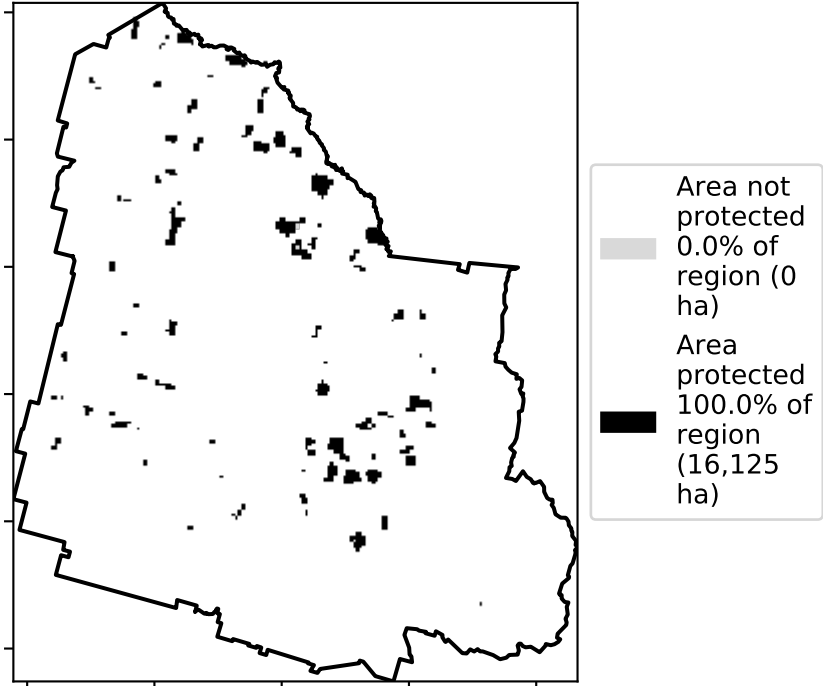 Area not
protected
0.0% of
region (0
ha)
Area
protected
100.0% of
region
(16,125
ha)